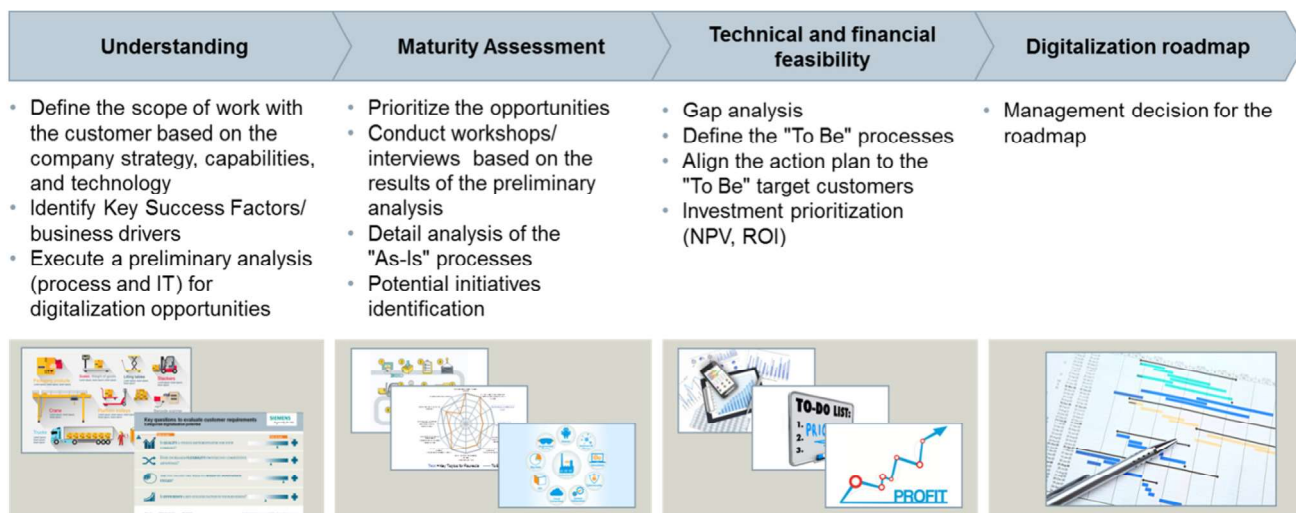 Understanding
Maturity Assessment
Technical and financial
feasibility
Digitalization roadmap
• Define the scope of work with
the customer based on the
company strategy, capabilities,
and technology
• Identify Key Success Factors/
business drivers
• Execute a preliminary analysis
(process and IT) for
digitalization opportunities
• Prioritize the opportunities
• Conduct workshops/
interviews based on the
results of the preliminary
analysis
• Detail analysis of the
"As-Is" processes
• Potential initiatives
identification
• Gap analysis
• Define the "To Be" processes
• Align the action plan to the
"To Be" target customers
• Investment prioritization
(NPV, ROI)
• Management decision for the
roadmap
Key questions to evaluate customer requirements
SIEMENS
TO-DO LIST:
1. PRIO
2.
3.
PROFIT